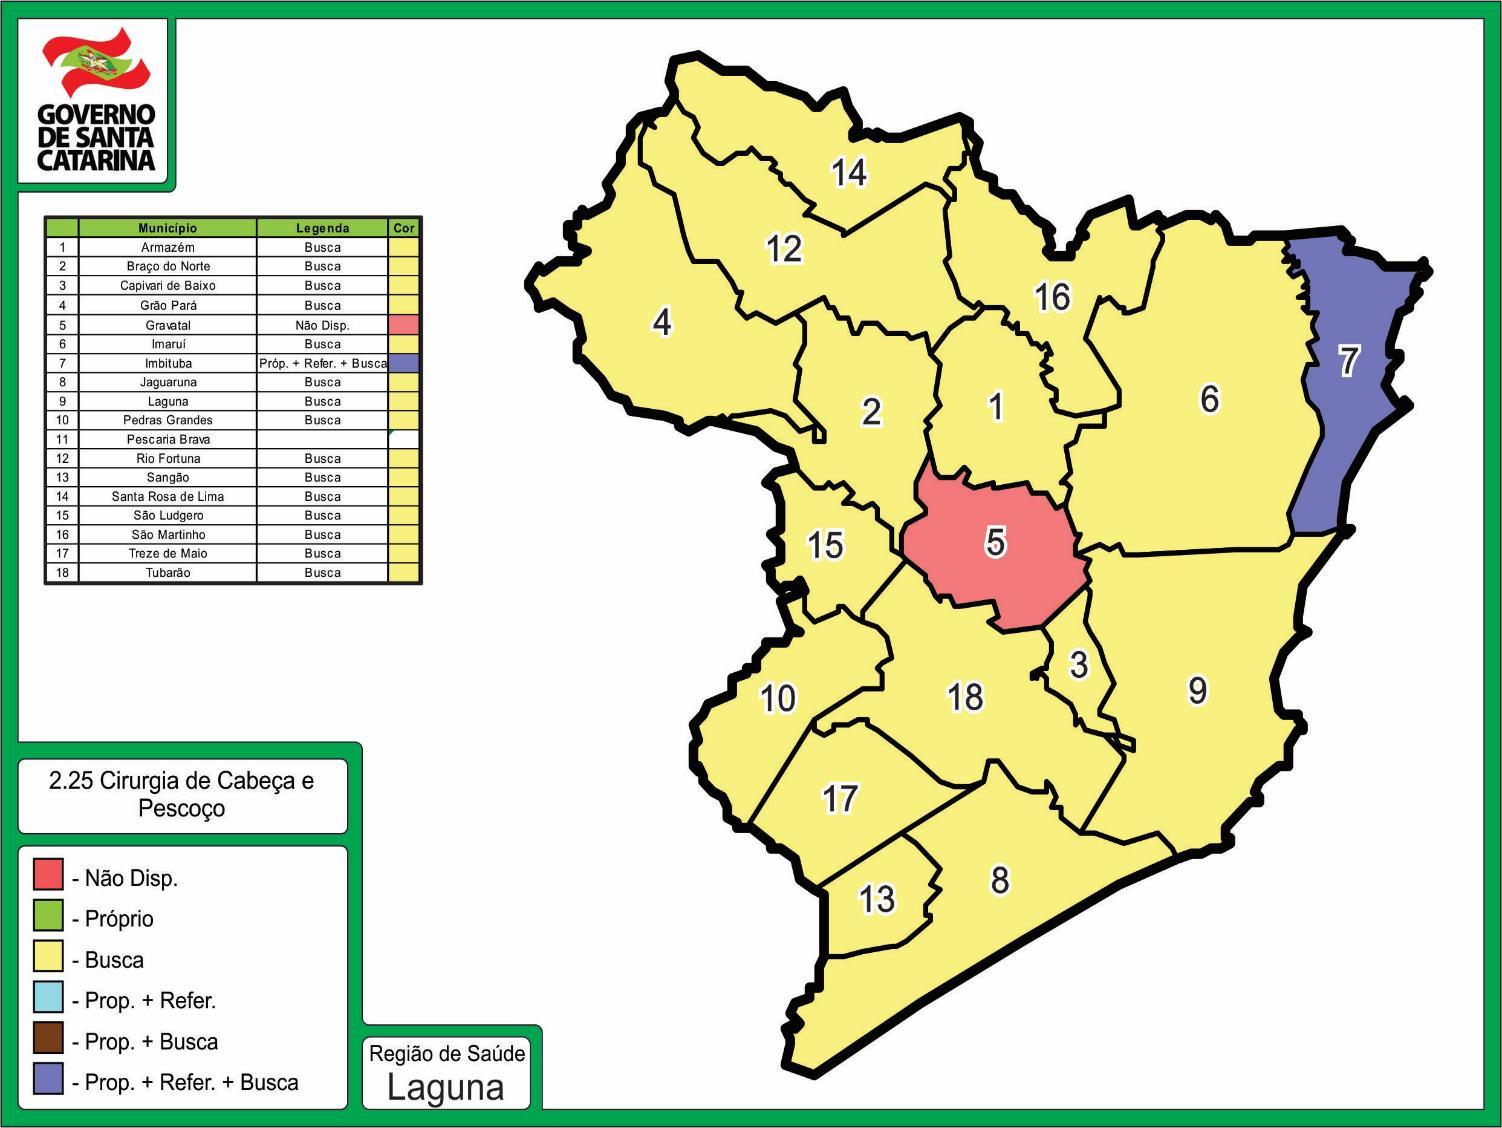 GOVERNO
DE SANTA
CATARINA
Município Legenda Cor
1 Armazém Busca
2 Braço do Norte Busca
3 Capivari de Baixo Busca
4 Grão Pará Busca
5 Gravatal Não Disp.
6 Imaruí Busca
7 Imbituba Próp. + Refer. + Busca
8 Jaguaruna Busca
9 Laguna Busca
10 Pedras Grandes Busca
11 Pescaria Brava
12 Rio Fortuna Busca
13 Sangão Busca
14 Santa Rosa de Lima Busca
15 São Ludgero Busca
16 São Martinho Busca
17 Treze de Maio Busca
18 Tubarão Busca
14
12
16
4
7
6
2
1
5
15
3
10
18
9
17
8
13
2.25 Cirurgia de Cabeça e
Pescoço
- Não Disp.
- Próprio
- Busca
- Prop. + Refer.
- Prop. + Busca
- Prop. + Refer. + Busca
Região de Saúde
Laguna